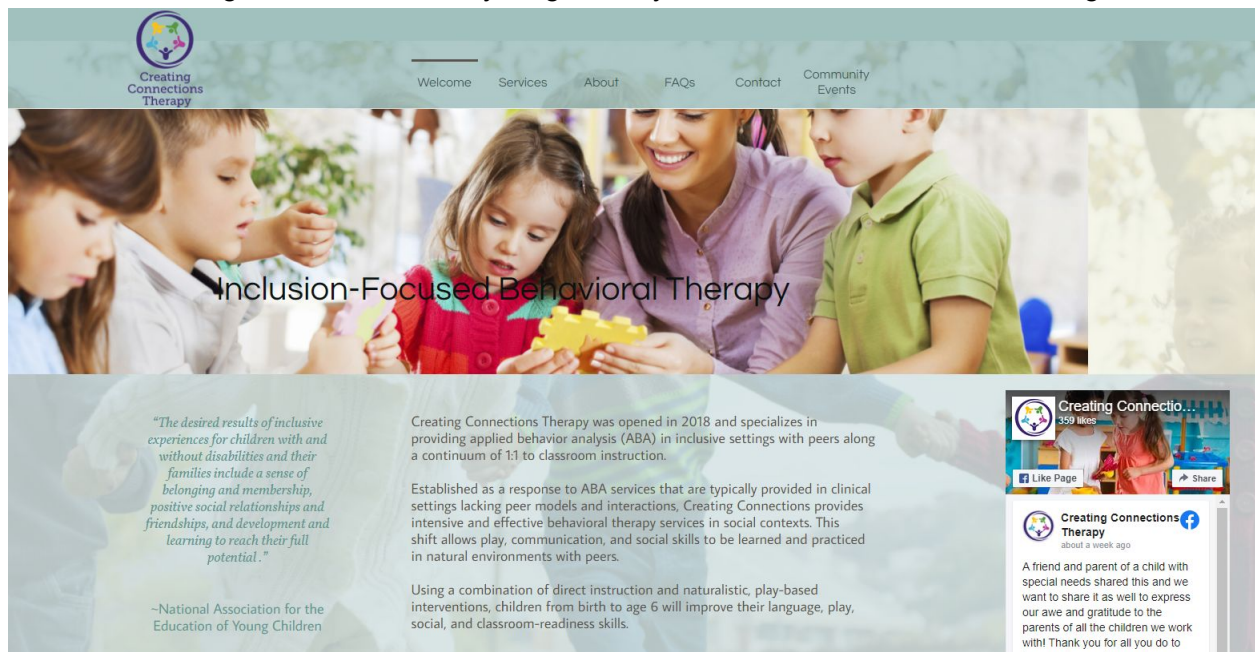 Creating
Connections
Therapy
Welcome
Services
About
FAQs
Contact
Community
Events
Inclusion-Focused Behavioral Therapy
“The desired results of inclusive
experiences for children with and
without disabilities and their
families include a sense of
belonging and membership,
positive social relationships and
friendships, and development and
learning to reach their full
potential .”
~National Association for the
Education of Young Children
Creating Connections Therapy was opened in 2018 and specializes in
providing applied behavior analysis (ABA) in inclusive settings with peers along
a continuum of 1:1 to classroom instruction.
Established as a response to ABA services that are typically provided in clinical
settings lacking peer models and interactions, Creating Connections provides
intensive and effective behavioral therapy services in social contexts. This
shift allows play, communication, and social skills to be learned and practiced
in natural environments with peers.
Using a combination of direct instruction and naturalistic, play-based
interventions, children from birth to age 6 will improve their language, play,
social, and classroom-readiness skills.
Creating Connectio...
359 likes
Like Page
Share
Creating Connections
Therapy
about a week ago
A friend and parent of a child with
special needs shared this and we
want to share it as well to express
our awe and gratitude to the
parents of all the children we work
with! Thank you for all you do to